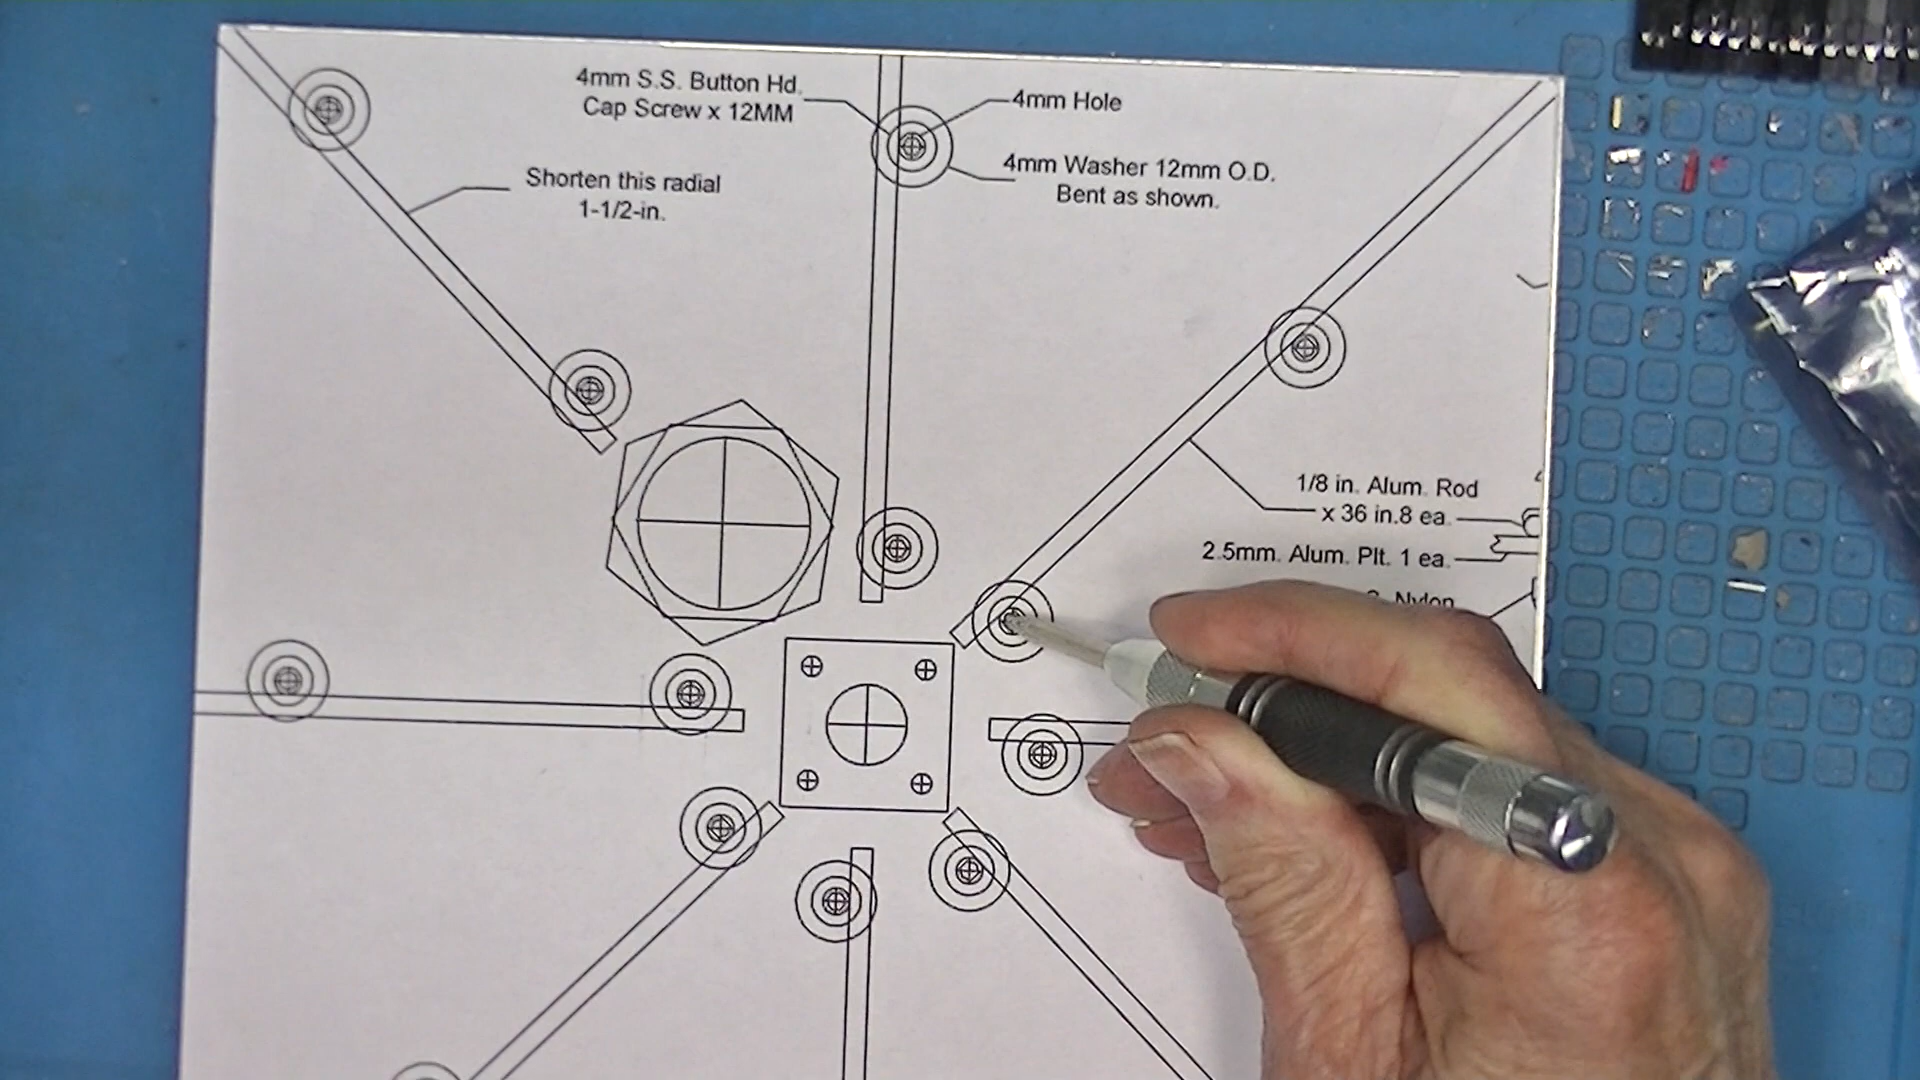 4mm S.S. Button Hd.
Cap Screw x 12MM
4mm Hole
4mm Washer 12mm O.D.
Bent as shown.
Shorten this radial
1-1/2-in.
1/8 in. Alum. Rod
x 36 in.8 ea.
2.5mm. Alum. Plt. 1 ea.
Nylon